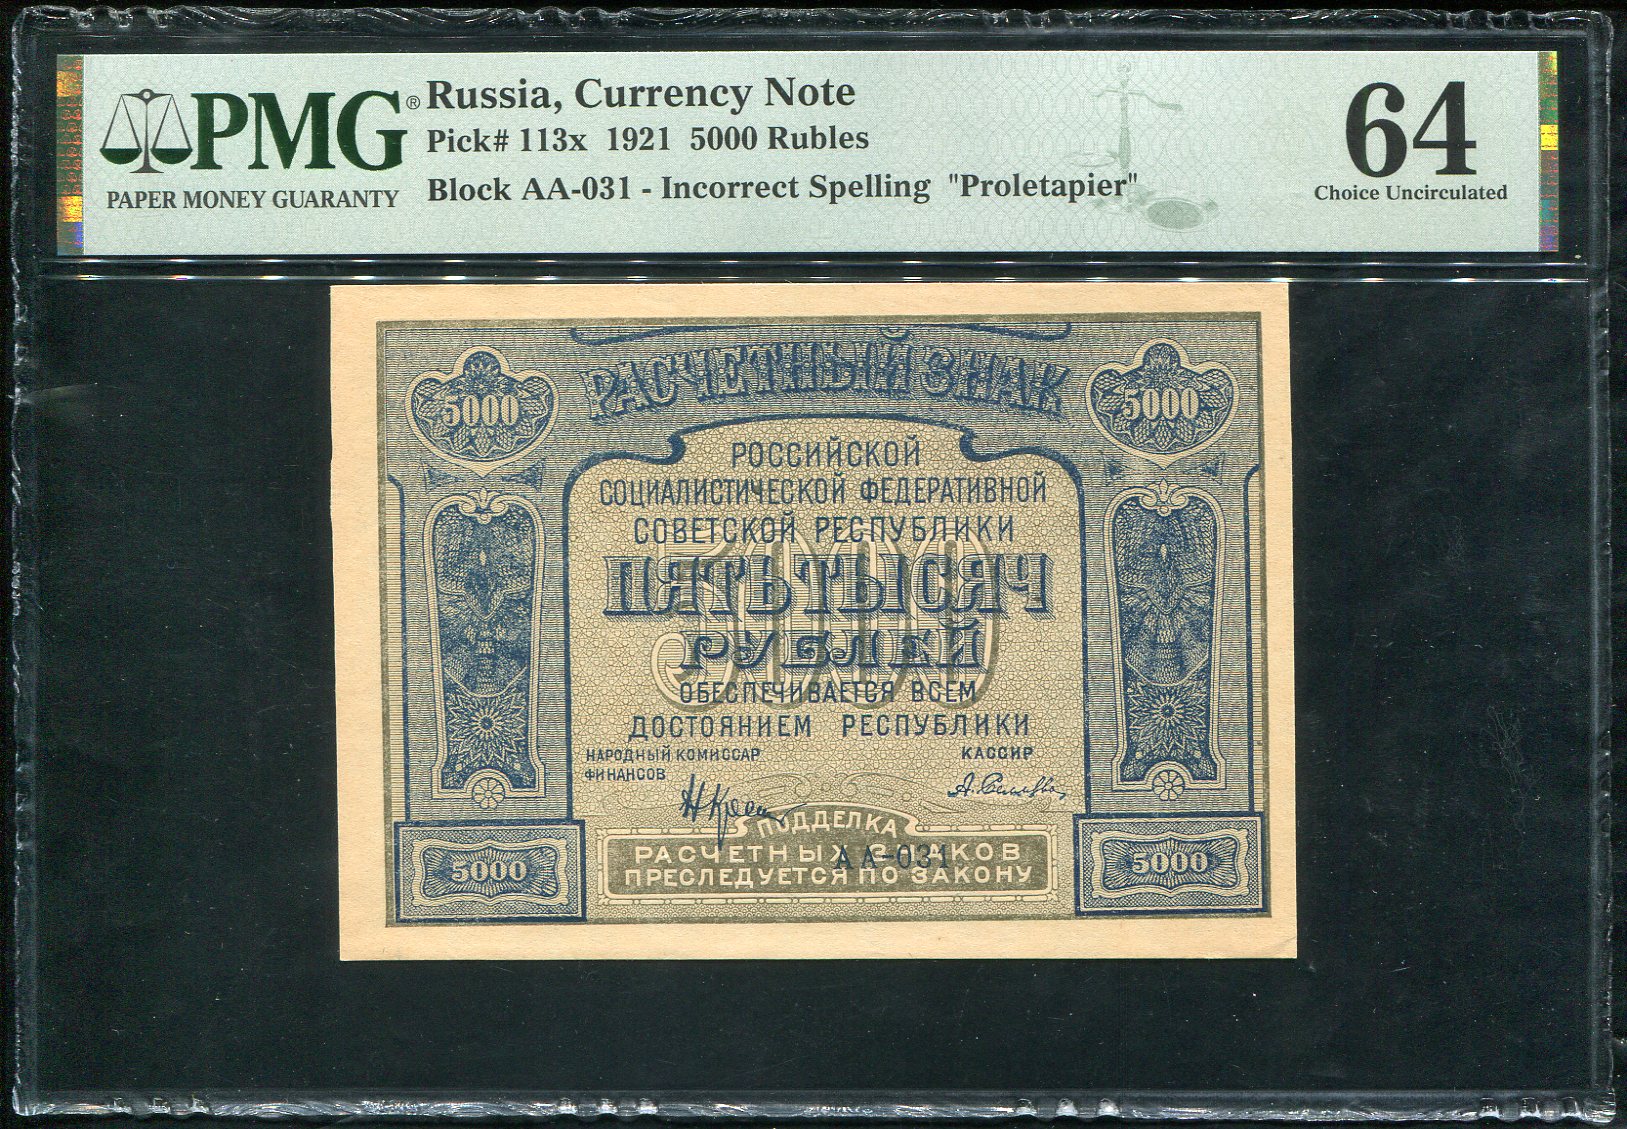 PMG®
PAPER MONEY GUARANTY
Russia, Currency Note
Pick# 113x 1921 5000 Rubles
Block AA-031 - Incorrect Spelling "Proletapier"
64
Choice Uncirculated
РАСЧЕТНЫЙ ЗНАК
5000
5000
РОССИЙСКОЙ
СОЦИАЛИСТИЧЕСКОЙ ФЕДЕРАТИВНОЙ
СОВЕТСКОЙ РЕСПУБЛИКИ
5000
ПЯТЬ ТЫСЯЧ
РУБЛЕЙ
ОБЕСПЕЧИВАЕТСЯ ВСЕМ
ДОСТОЯНИЕМ РЕСПУБЛИКИ
НАРОДНЫЙ КОМИССАР
ФИНАНСОВ
КАССИР
ПОДДЕЛКА
РАСЧЕТНЫХ ЗНАКОВ
АА-031
ПРЕСЛЕДУЕТСЯ ПО ЗАКОНУ
5000
5000